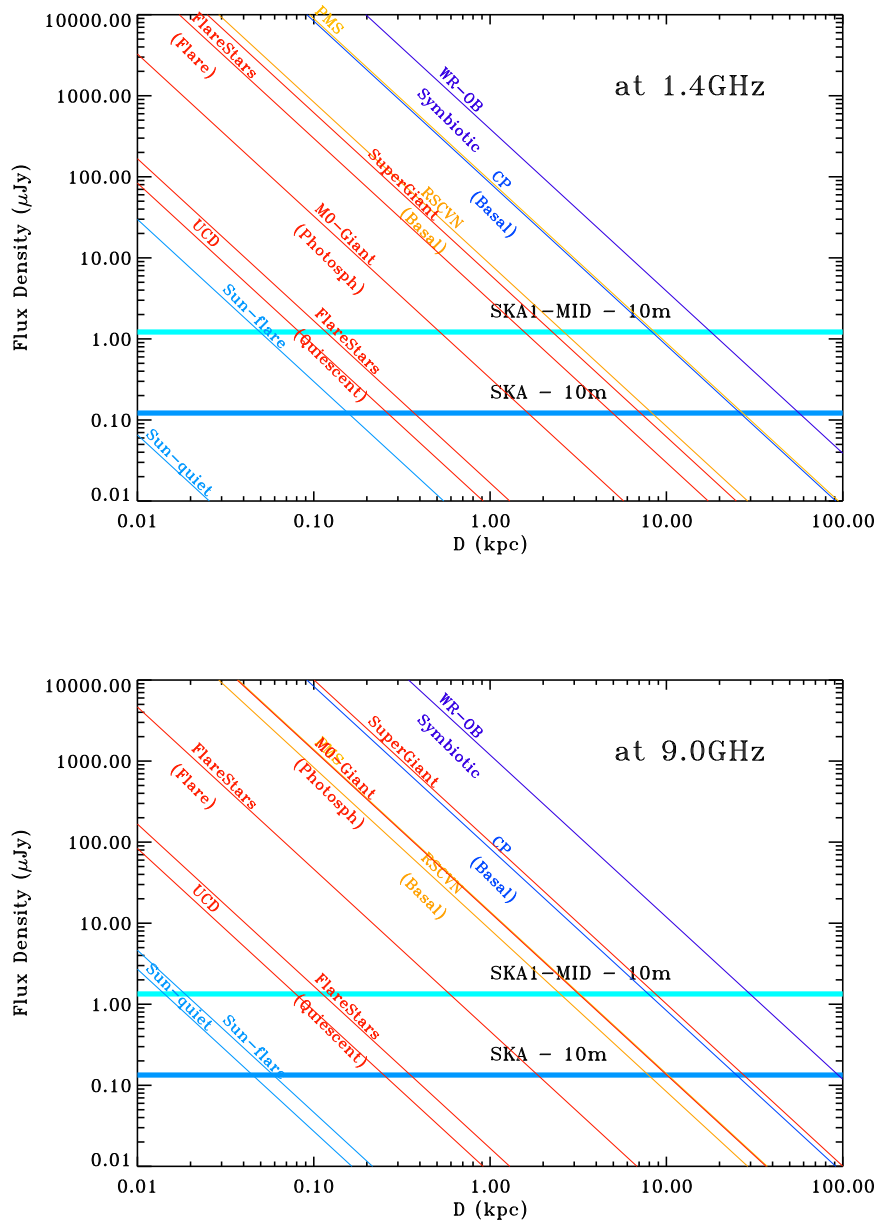 at 1.4GHz
Flux Density (μJy)
10000.00
1000.00
100.00
10.00
1.00
0.10
0.01
FlareStars
(Flare)
PMS
WR-OB
Symbiotic
SuperGiant
RSCVN
(Basal)
CP
(Basal)
UCD
M0-Giant
(Photosph)
Sun-flare
FlareStars
(Quiescent)
Sun-quiet
SKA1-MID - 10m
SKA - 10m
0.01 0.10 1.00 10.00 100.00
D (kpc)
at 9.0GHz
Flux Density (μJy)
10000.00
1000.00
100.00
10.00
1.00
0.10
0.01
WR-OB
Symbiotic
SuperGiant
FlareStars
(Flare)
PMS
M0-Giant
(Photosph)
CP
(Basal)
RSCVN
(Basal)
UCD
Sun-quiet
Sun-flare
FlareStars
(Quiescent)
SKA1-MID - 10m
SKA - 10m
0.01 0.10 1.00 10.00 100.00
D (kpc)